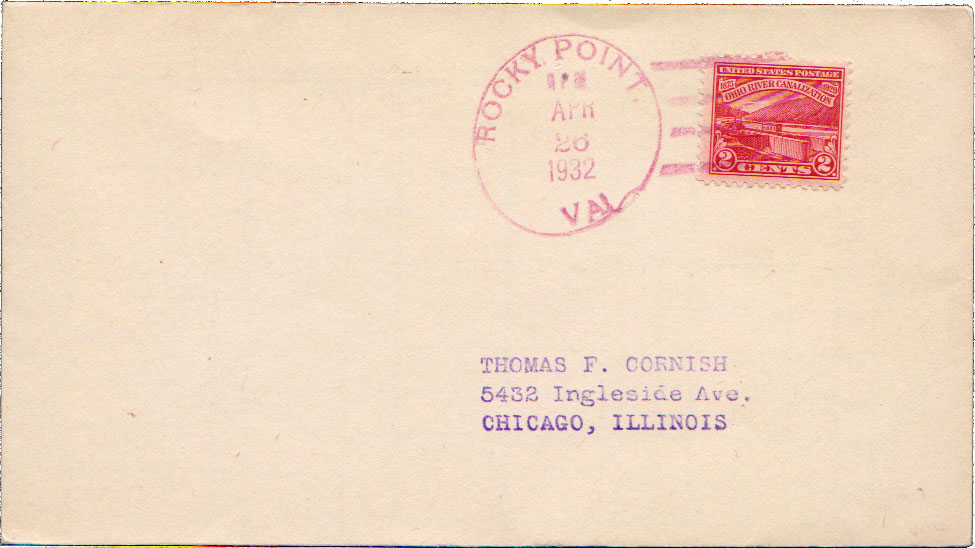 ROCKY POINT.
APR
26
1932
VA.
UNITED STATES POSTAGE
1875 1929
OHIO RIVER CANALIZATION
2 CENTS 2
THOMAS F. CORNISH
5432 Ingleside Ave.
CHICAGO, ILLINOIS